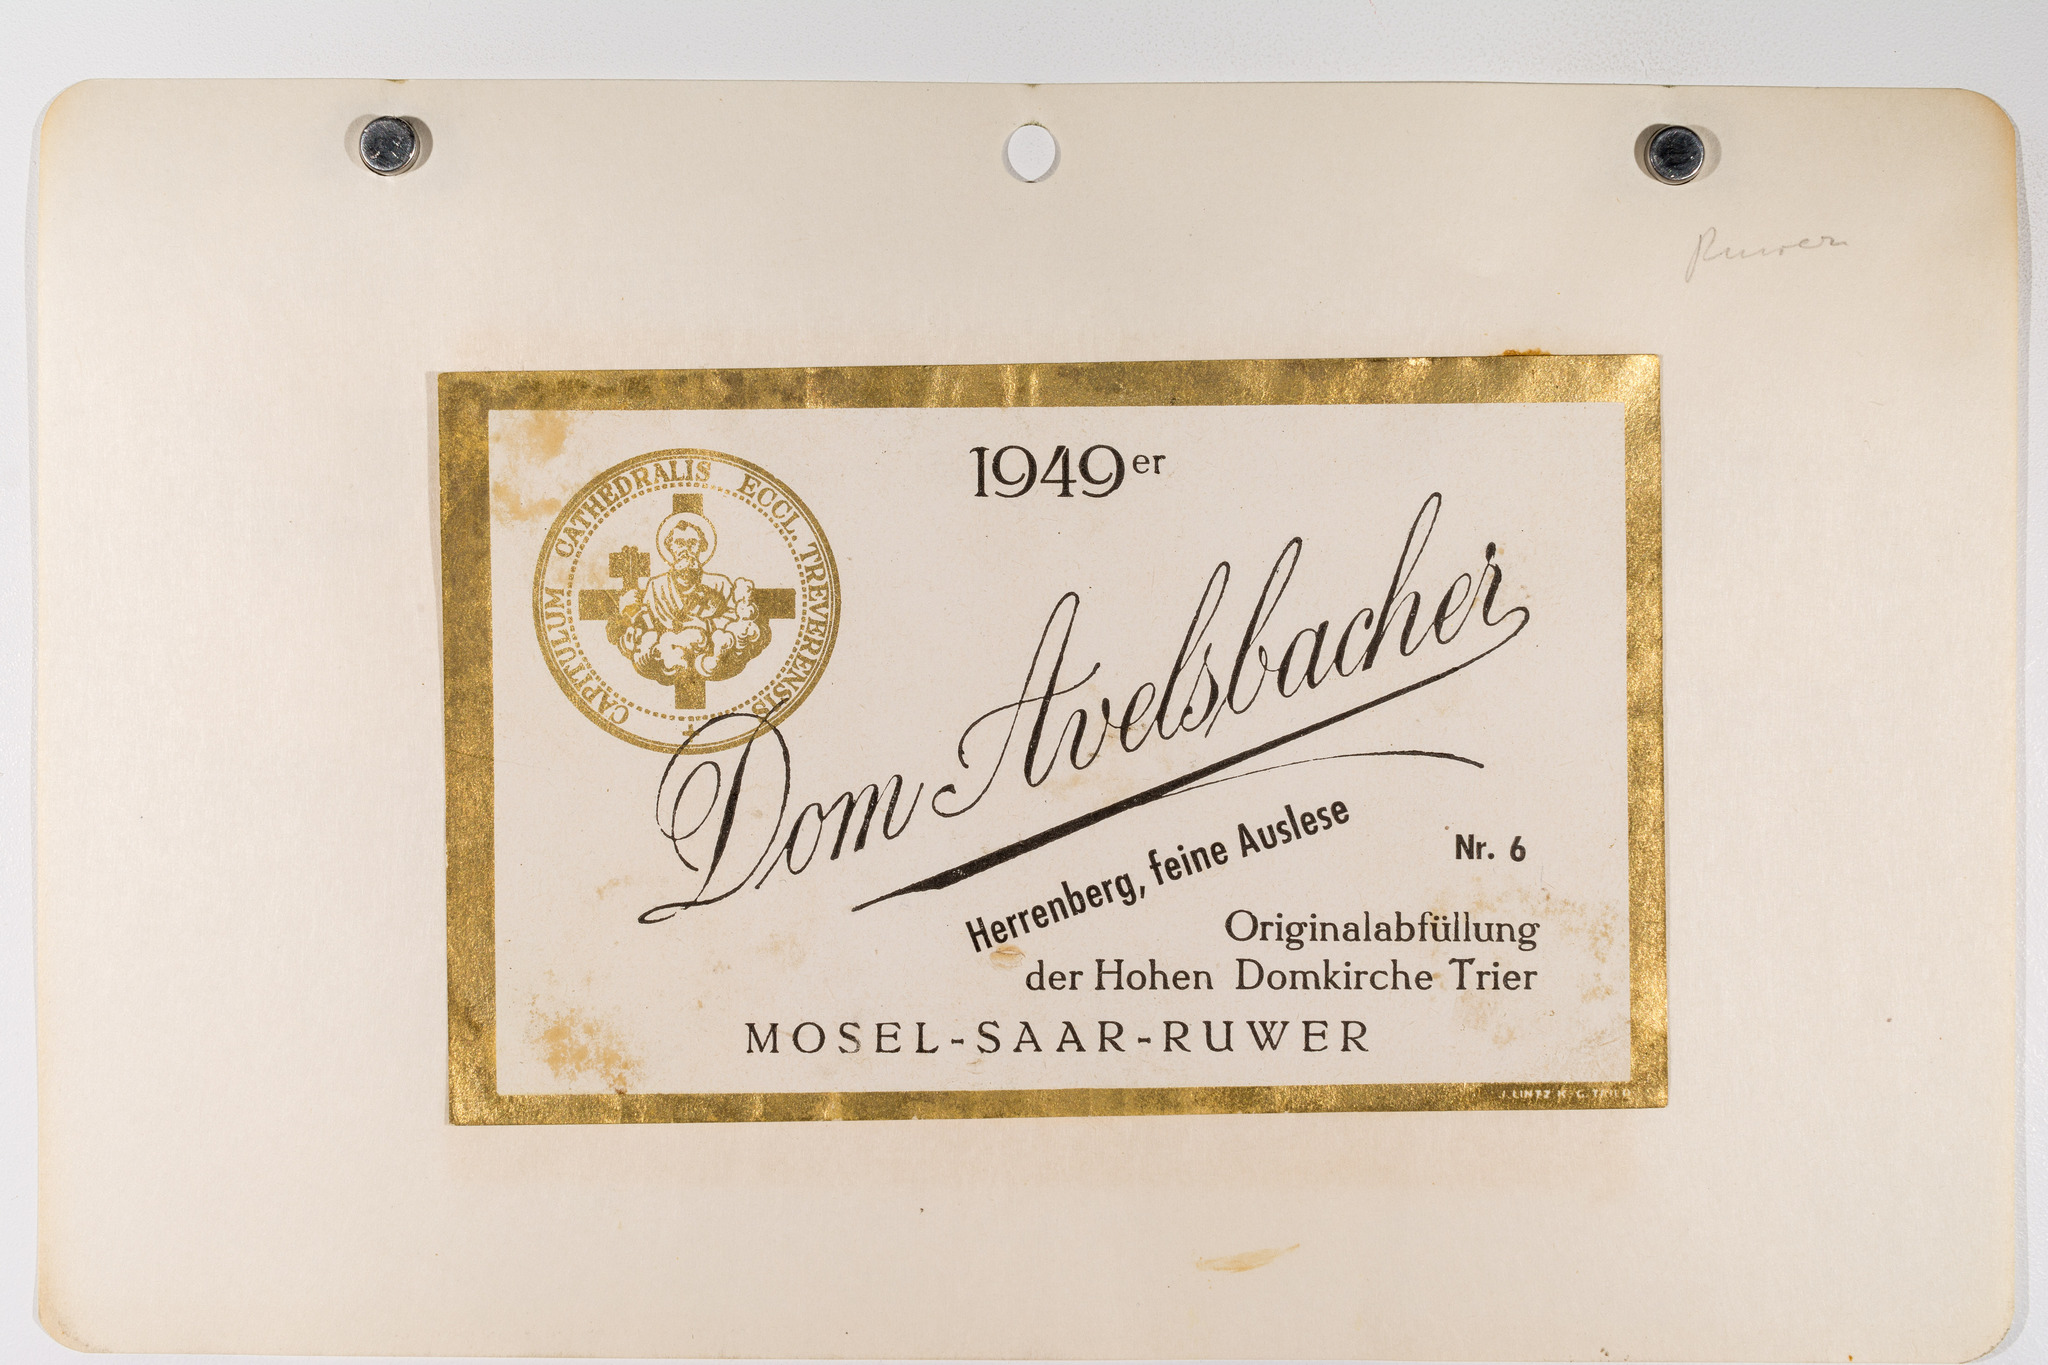 Ruwer
1949er
CAPITULUM CATHEDRALIS ECCL. TREVERENSIS
Dom Avelsbacher
Herrenberg, feine Auslese
Nr. 6
Originalabfüllung
der Hohen Domkirche Trier
MOSEL-SAAR-RUWER
J. LINTZ K.G. TRIER